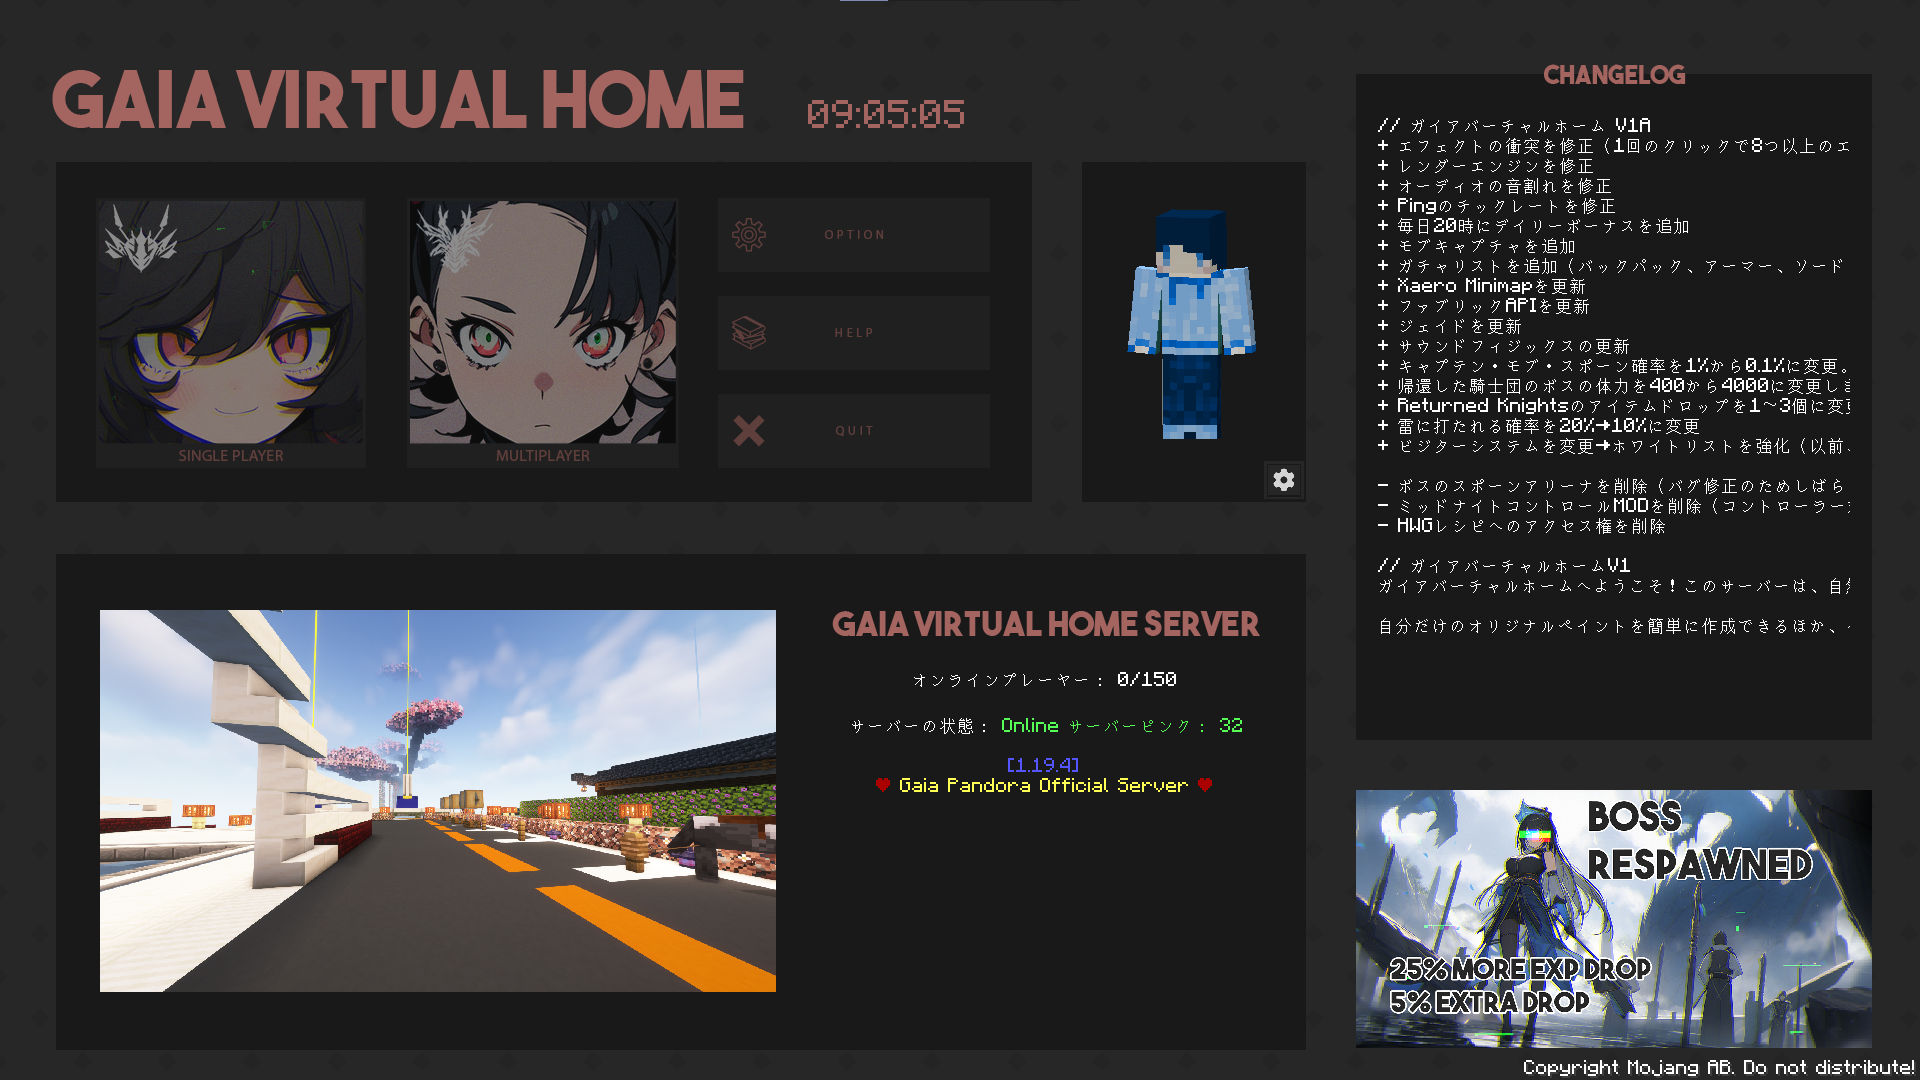 GAIA VIRTUAL HOME
09:05:05
SINGLE PLAYER
MULTIPLAYER
OPTION
HELP
QUIT
CHANGELOG
// ガイアバーチャルホーム V1A
+ エフェクトの衝突を修正（1回のクリックで8つ以上のエ
+ レンダーエンジンを修正
+ オーディオの音割れを修正
+ Pingのチックレートを修正
+ 毎日20時にデイリーボーナスを追加
+ モブキャプチャを追加
+ ガチャリストを追加（バックパック、アーマー、ソード
+ Xaero Minimapを更新
+ ファブリックAPIを更新
+ ジェイドを更新
+ サウンドフィジックスの更新
+ キャプテン・モブ・スポーン確率を1%から0.1%に変更。
+ 帰還した騎士団のボスの体力を400から4000に変更し
+ Returned Knightsのアイテムドロップを1～3個に変
+ 雷に打たれる確率を20%→10%に変更
+ ビジターシステムを変更→ホワイトリストを強化（以前
- ボスのスポーンアリーナを削除（バグ修正のためしばら
- ミッドナイトコントロールMODを削除（コントローラー
- HWGレシピへのアクセス権を削除
// ガイアバーチャルホームV1
ガイアバーチャルホームへようこそ！このサーバーは、自
自分だけのオリジナルペイントを簡単に作成できるほか、
GAIA VIRTUAL HOME SERVER
オンラインプレーヤー： 0/150
サーバーの状態： Online サーバーピンク： 32
[1.19.4]
♥ Gaia Pandora Official Server ♥
BOSS
RESPAWNED
25% MORE EXP DROP
5% EXTRA DROP
Copyright Mojang AB. Do not distribute!